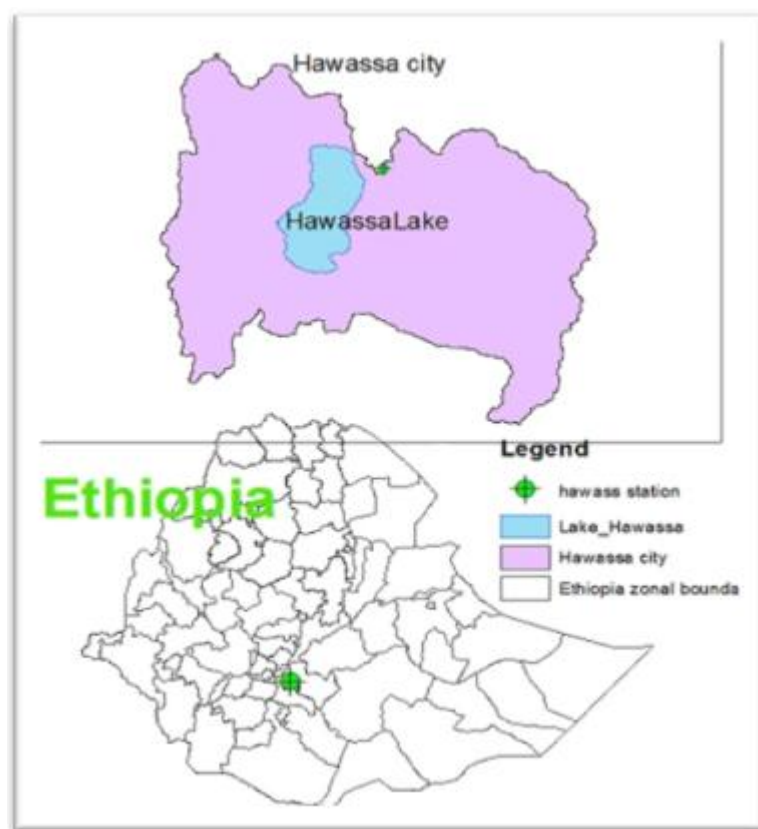 Hawassa city
HawassaLake
Ethiopia
Legend
hawass station
Lake_Hawassa
Hawassa city
Ethiopia zonal bounda